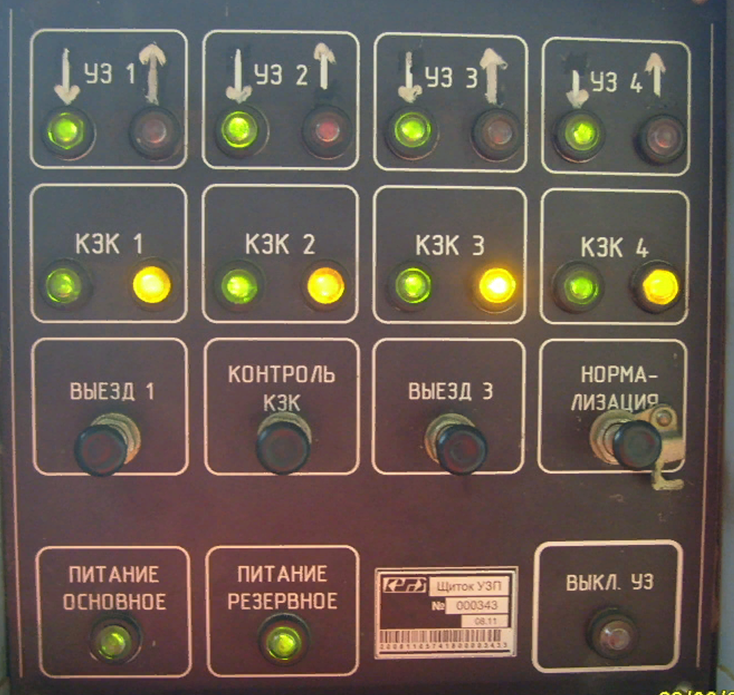 УЗ 1
УЗ 2
УЗ 3
УЗ 4
КЗК 1
КЗК 2
КЗК 3
КЗК 4
ВЫЕЗД 1
КОНТРОЛЬ
КЗК
ВЫЕЗД 3
НОРМА-
ЛИЗАЦИЯ
ПИТАНИЕ
ОСНОВНОЕ
ПИТАНИЕ
РЕЗЕРВНОЕ
Щиток УЗП
№ 000343
08.11
ВЫКЛ. УЗ